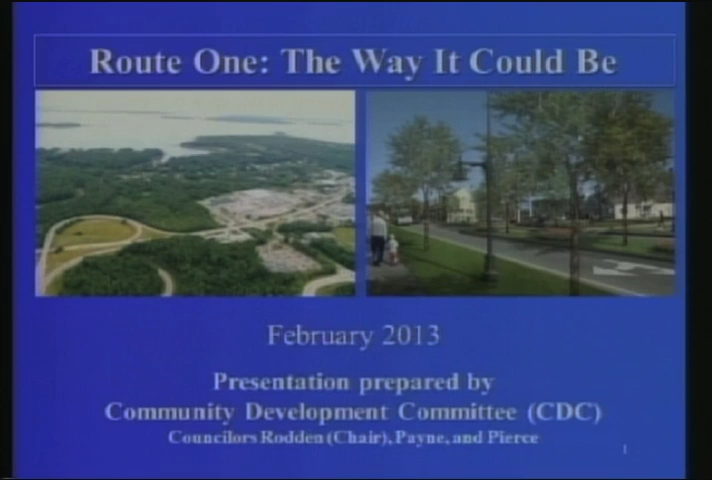 Route One: The Way It Could Be
February 2013
Presentation prepared by
Community Development Committee (CDC)
Councilors Rodden (Chair), Payne, and Pierce
1